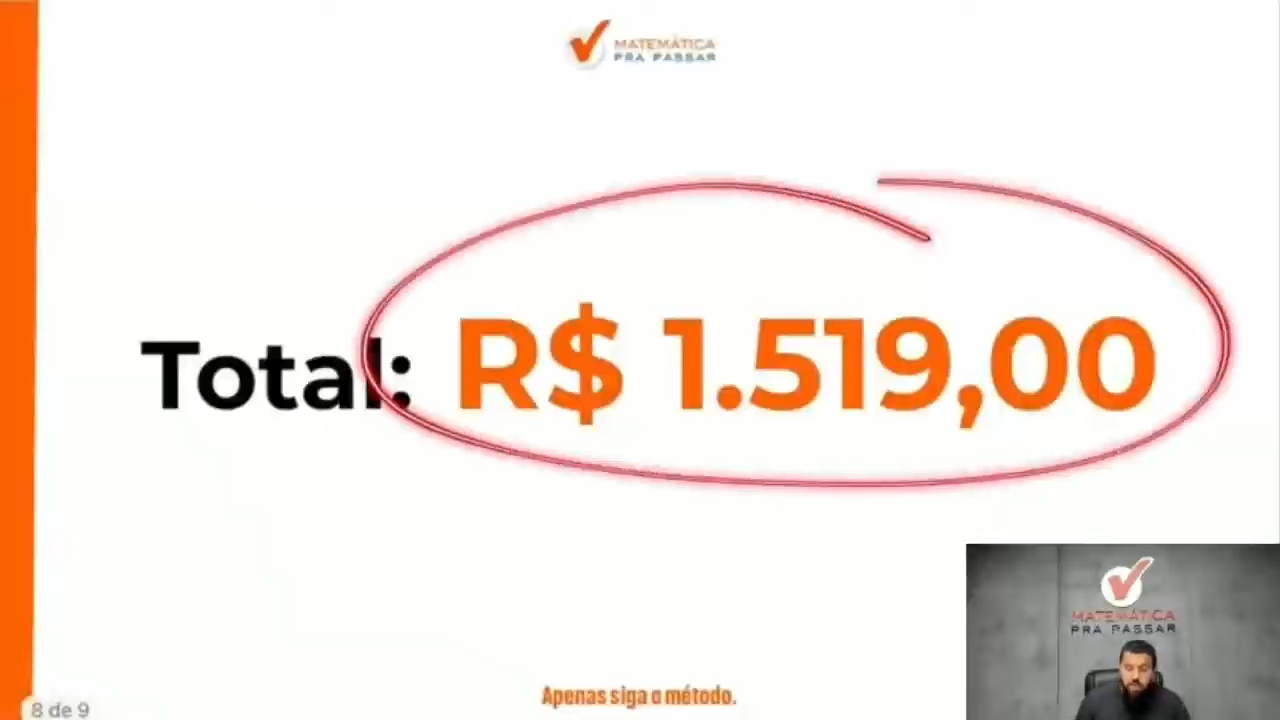 MATEMÁTICA
PRA PASSAR
Total: R$ 1.519,00
MATEMÁTICA
PRA PASSAR
8 de 9
Apenas siga o método.